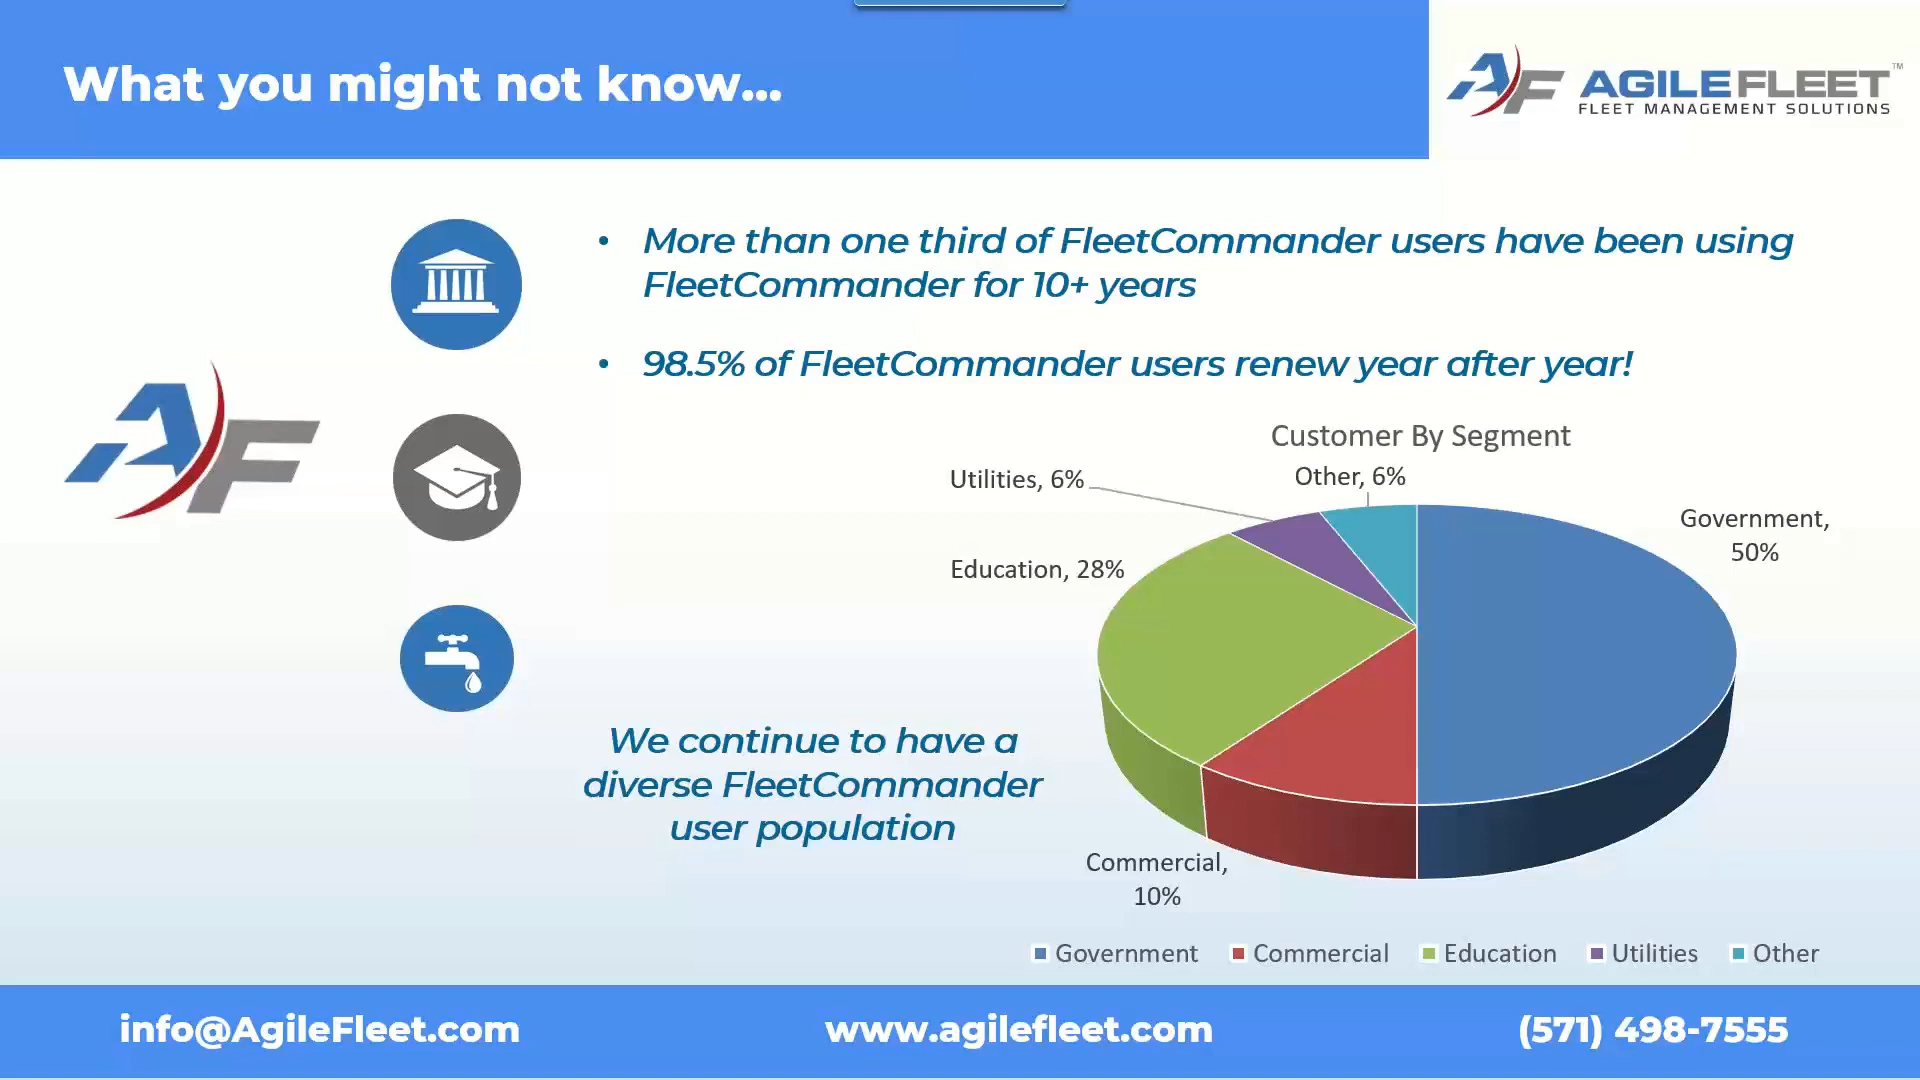 What you might not know...
AF AGILEFLEET™
FLEET MANAGEMENT SOLUTIONS
• More than one third of FleetCommander users have been using
FleetCommander for 10+ years
• 98.5% of FleetCommander users renew year after year!
AF
Customer By Segment
Utilities, 6%
Other, 6%
Government,
50%
Education, 28%
We continue to have a
diverse FleetCommander
user population
Commercial,
10%
Government Commercial Education Utilities Other
info@AgileFleet.com www.agilefleet.com (571) 498-7555